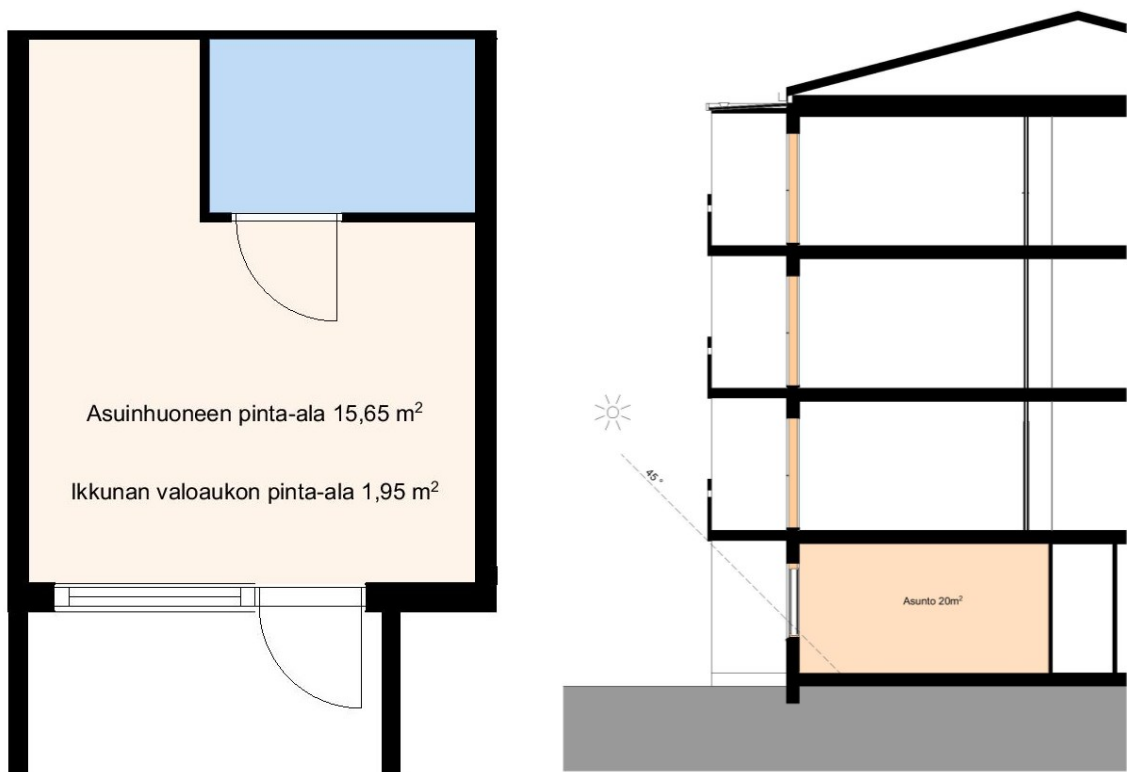 Asuinhuoneen pinta-ala 15,65 m²
Ikkunan valoaukon pinta-ala 1,95 m²
45 °
Asunto 20m²